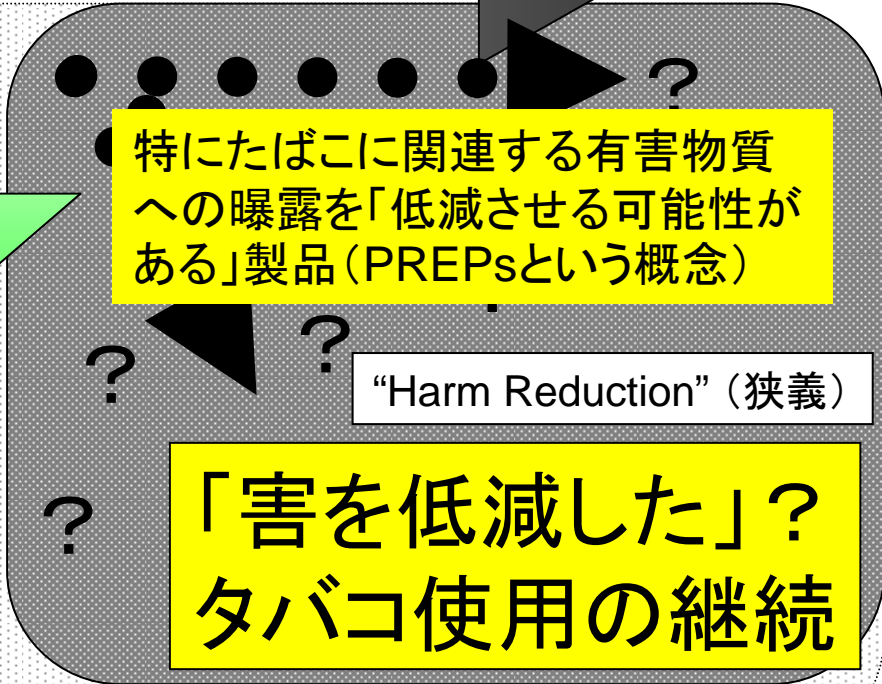 ?
特にたばこに関連する有害物質
への曝露を「低減させる可能性が
ある」製品(PREPsという概念)
?
?
“Harm Reduction”(狭義)
?
「害を低減した」?
タバコ使用の継続